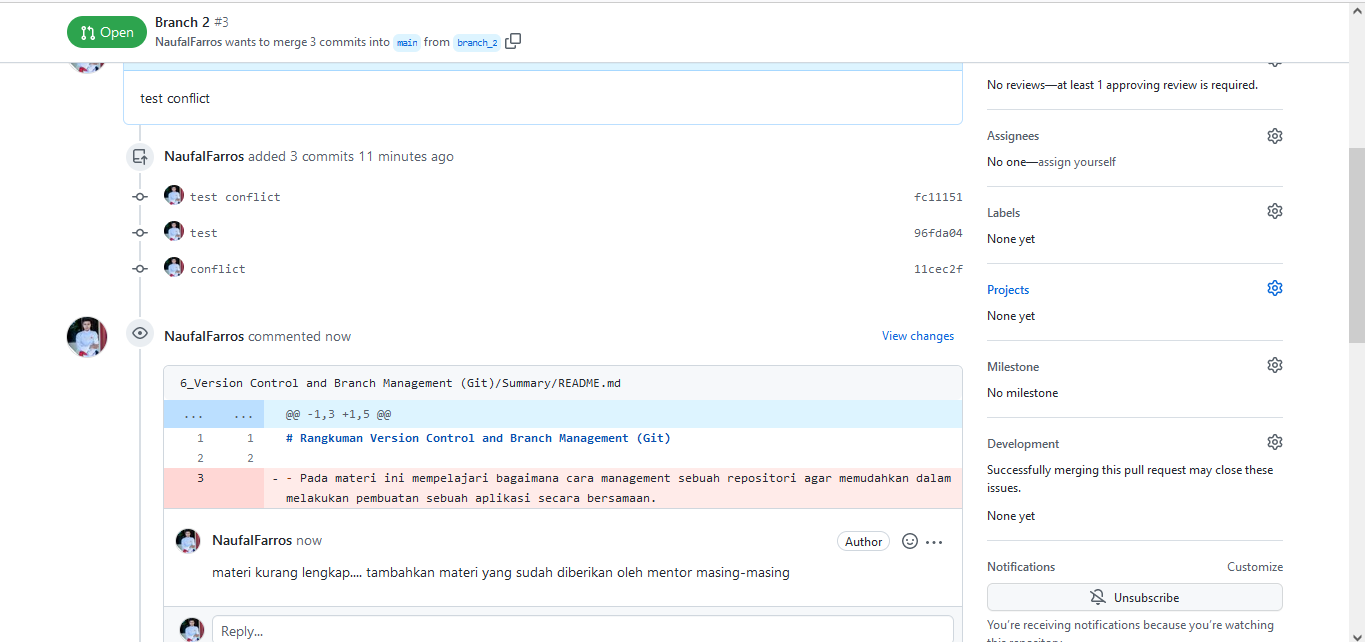 Open
Branch 2 #3
NaufalFarros wants to merge 3 commits into main from branch_2
test conflict
NaufalFarros added 3 commits 11 minutes ago
test conflict fc11151
test 96fda04
conflict 11cec2f
NaufalFarros commented now View changes
6_Version Control and Branch Management (Git)/Summary/README.md
... ... @@ -1,3 +1,5 @@
1 1 # Rangkuman Version Control and Branch Management (Git)
2 2
3 - - Pada materi ini mempelajari bagaimana cara management sebuah repositori agar memudahkan dalam
melakukan pembuatan sebuah aplikasi secara bersamaan.
NaufalFarros now Author ...
materi kurang lengkap.... tambahkan materi yang sudah diberikan oleh mentor masing-masing
Reply...
No reviews—at least 1 approving review is required.
Assignees
No one—assign yourself
Labels
None yet
Projects
None yet
Milestone
No milestone
Development
Successfully merging this pull request may close these
issues.
None yet
Notifications Customize
Unsubscribe
You're receiving notifications because you're watching
this repository.